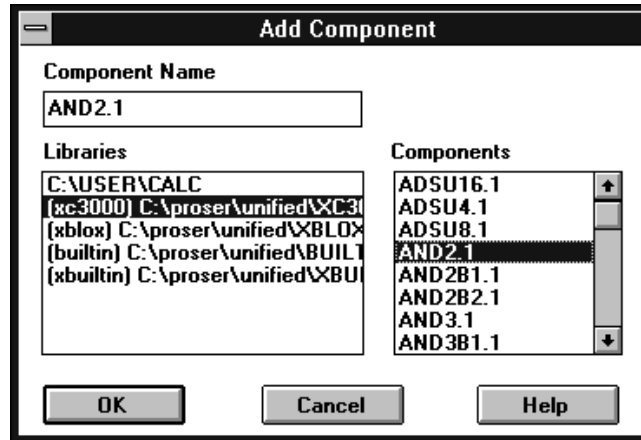 Add Component
Component Name
AND2.1
Libraries
C:\USER\CALC
(xc3000) C:\proser\unified\XC30
(xblox) C:\proser\unified\XBLOX
(builtin) C:\proser\unified\BUILT
(xbuiltin) C:\proser\unified\XBUI
Components
ADSU16.1
ADSU4.1
ADSU8.1
AND2.1
AND2B1.1
AND2B2.1
AND3.1
AND3B1.1
OK
Cancel
Help